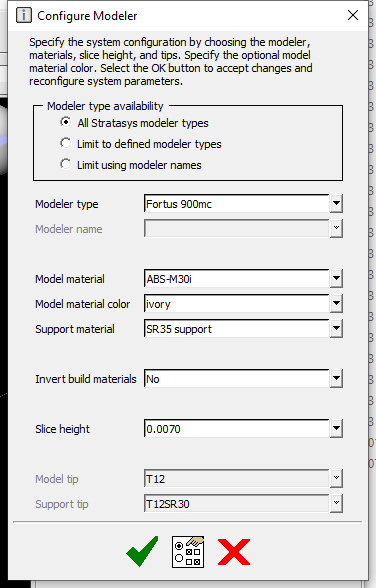 Configure Modeler
Specify the system configuration by choosing the modeler,
materials, slice height, and tips. Specify the optional model
material color. Select the OK button to accept changes and
reconfigure system parameters.
Modeler type availability
All Stratasys modeler types
Limit to defined modeler types
Limit using modeler names
Modeler type Fortus 900mc
Modeler name
Model material ABS-M30i
Model material color ivory
Support material SR35 support
Invert build materials No
Slice height 0.0070
Model tip T12
Support tip T12SR30